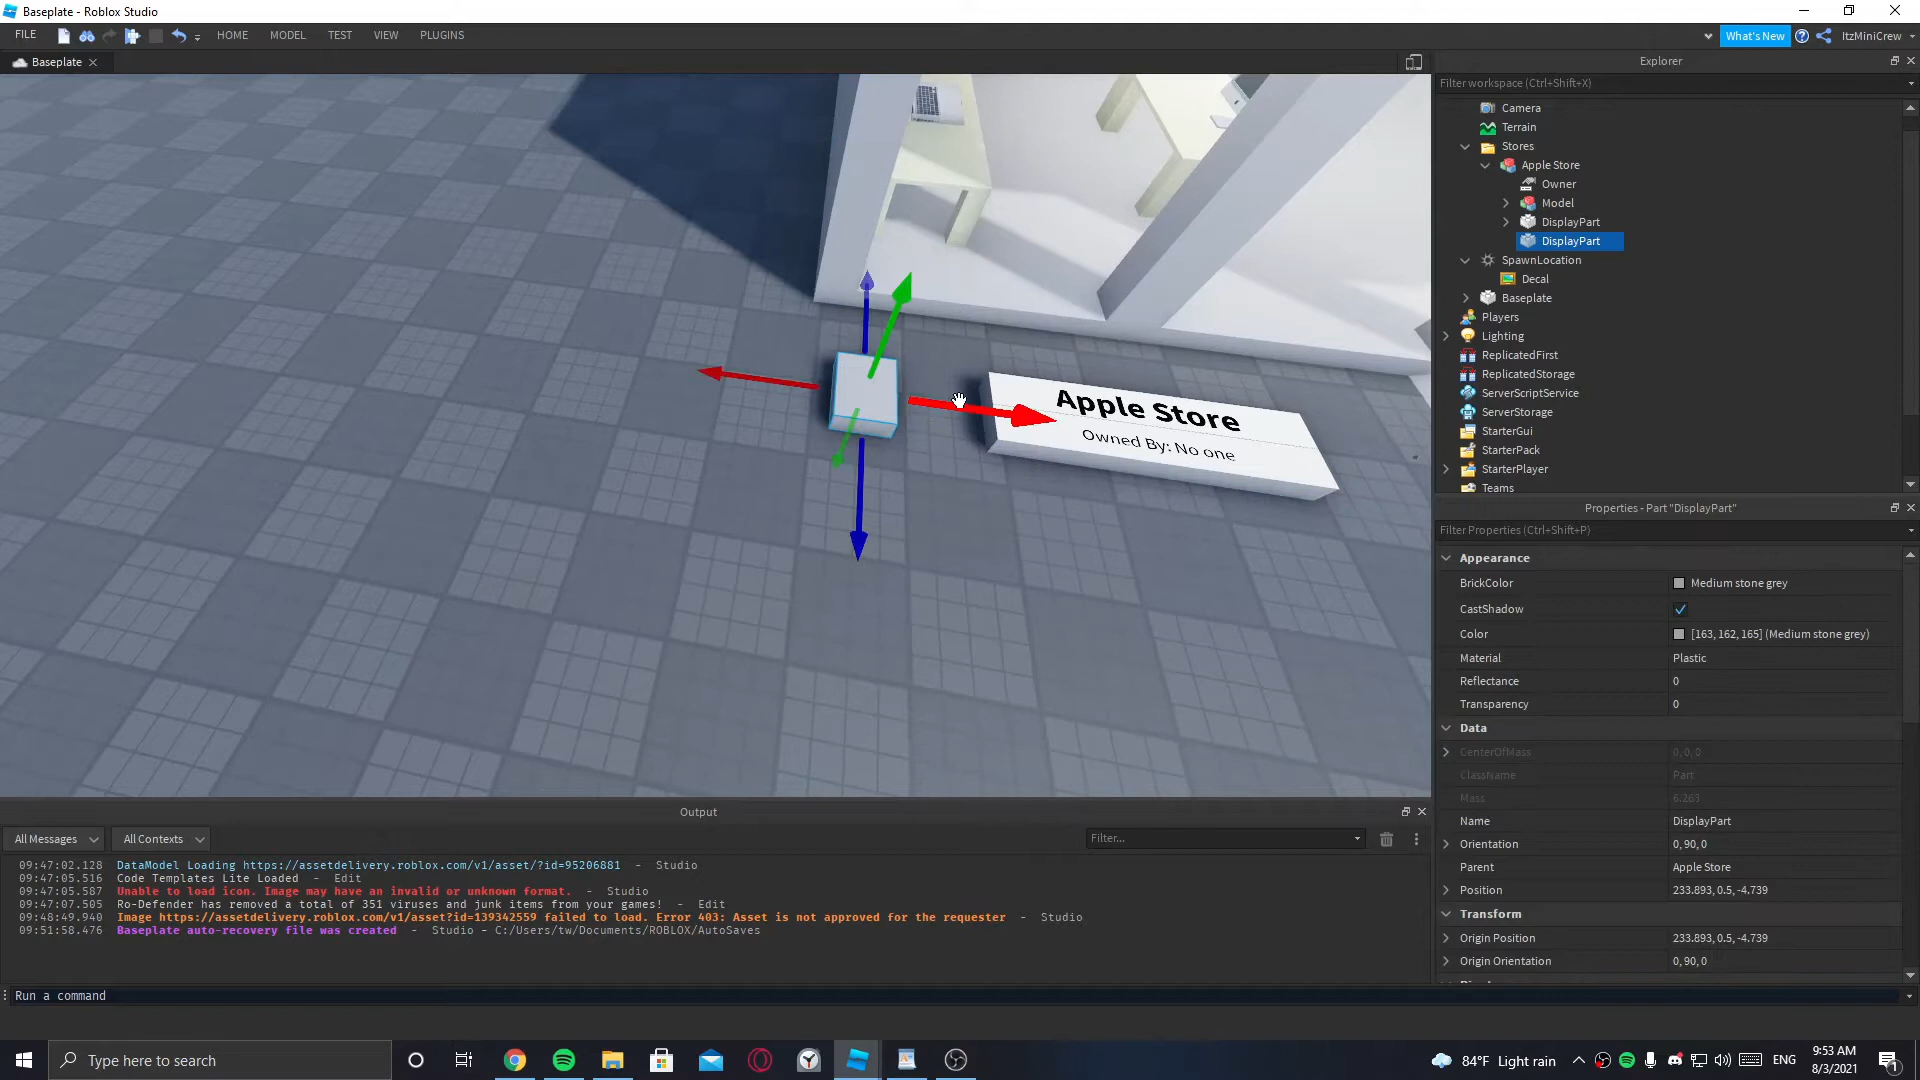 Baseplate - Roblox Studio
FILE
HOME
MODEL
TEST
VIEW
PLUGINS
What's New
ItzMiniCrew
Baseplate
Explorer
Filter workspace (Ctrl+Shift+X)
Camera
Terrain
Stores
Apple Store
Owner
Model
DisplayPart
DisplayPart
SpawnLocation
Decal
Baseplate
Players
Lighting
ReplicatedFirst
ReplicatedStorage
ServerScriptService
ServerStorage
StarterGui
StarterPack
StarterPlayer
Teams
Apple Store
Owned By: No one
Properties - Part "DisplayPart"
Filter Properties (Ctrl+Shift+P)
Appearance
BrickColor Medium stone grey
CastShadow
Color [163, 162, 165] (Medium stone grey)
Material Plastic
Reflectance 0
Transparency 0
Data
CenterOfMass 0, 0, 0
ClassName Part
Mass 6.263
Name DisplayPart
Orientation 0, 90, 0
Parent Apple Store
Position 233.893, 0.5, -4.739
Transform
Origin Position 233.893, 0.5, -4.739
Origin Orientation 0, 90, 0
Output
All Messages
All Contexts
Filter...
09:47:02.128 DataModel Loading https://assetdelivery.roblox.com/v1/asset/?id=95206881 - Studio
09:47:05.516 Code Templates Lite Loaded - Edit
09:47:05.587 Unable to load icon. Image may have an invalid or unknown format. - Studio
09:47:07.505 Ro-Defender has removed a total of 351 viruses and junk items from your games! - Edit
09:48:49.940 Image https://assetdelivery.roblox.com/v1/asset?id=139342559 failed to load. Error 403: Asset is not approved for the requester - Studio
09:51:58.476 Baseplate auto-recovery file was created - Studio - C:/Users/tw/Documents/ROBLOX/AutoSaves
Run a command
Type here to search
84°F Light rain
ENG
9:53 AM
8/3/2021
1